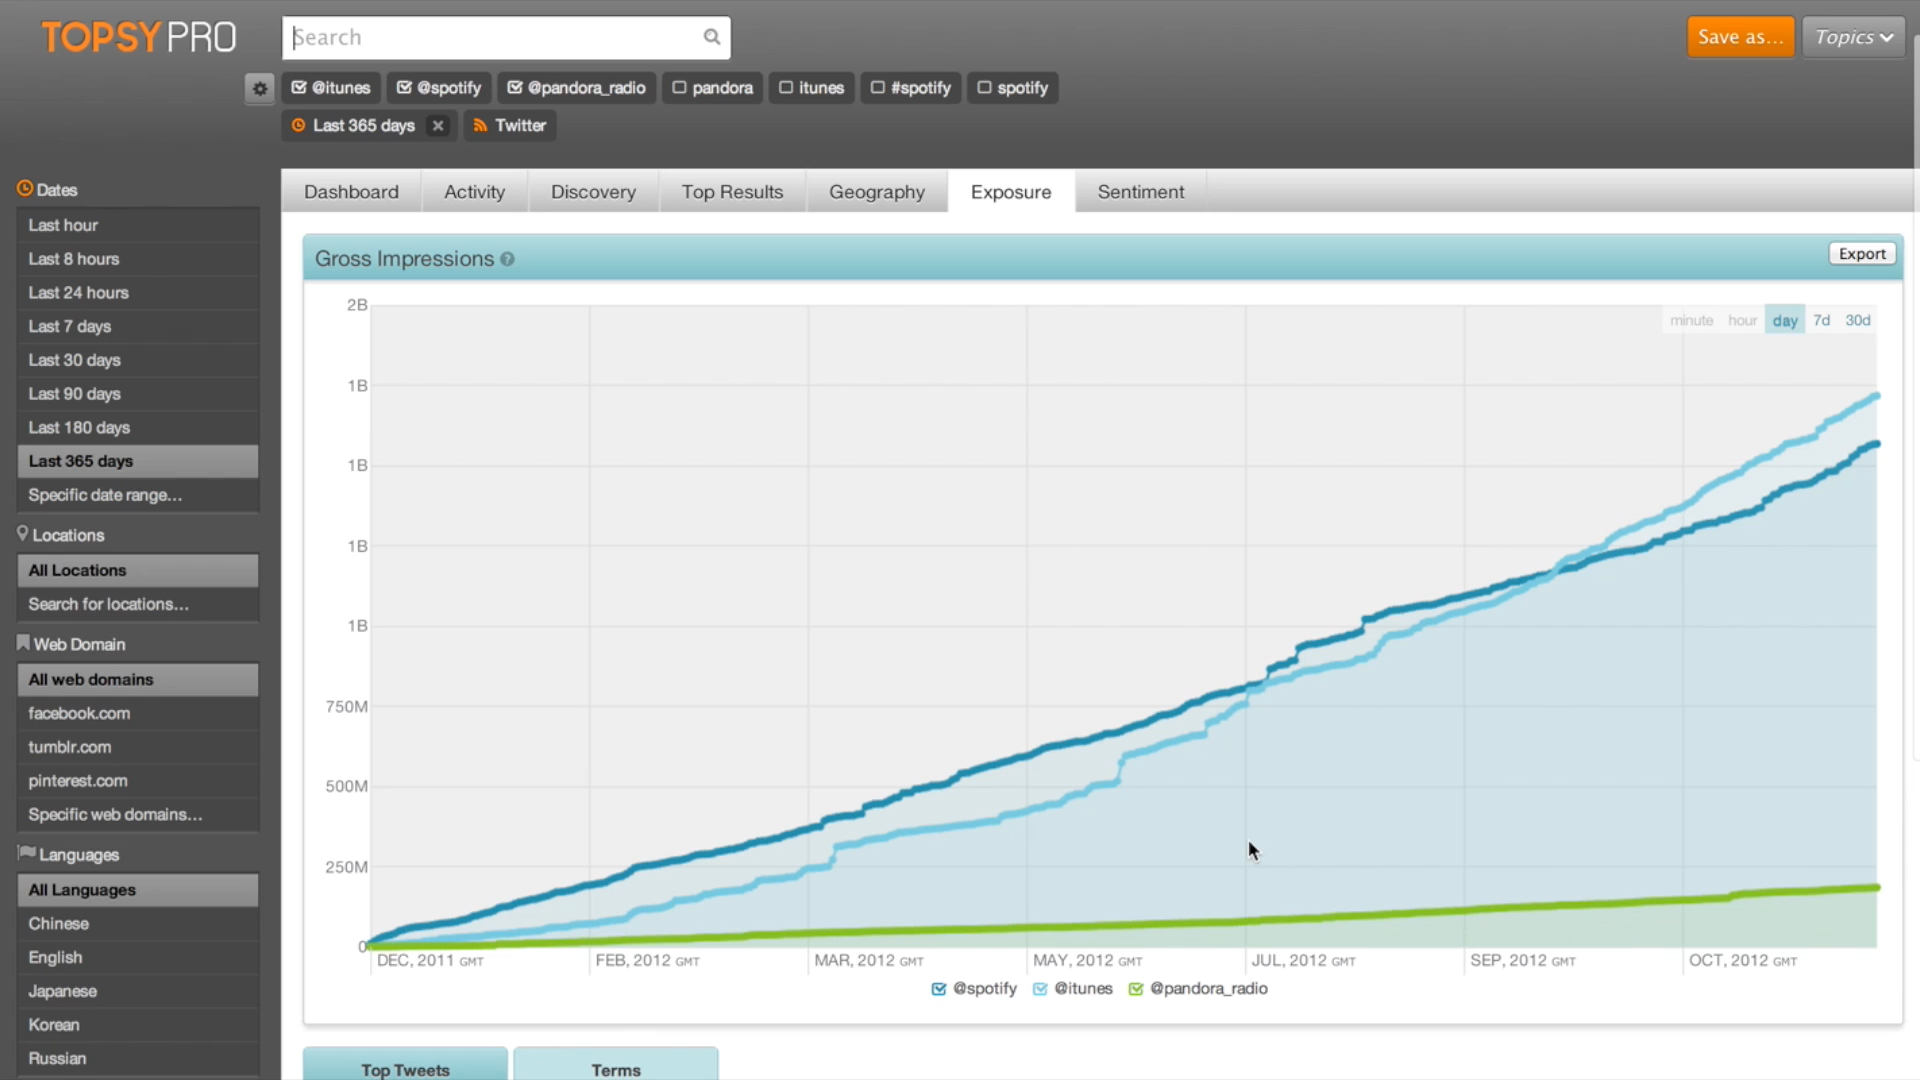 TOPSY PRO
Search
Save as...
Topics
@itunes
@spotify
@pandora_radio
pandora
itunes
#spotify
spotify
Last 365 days
Twitter
Dates
Last hour
Last 8 hours
Last 24 hours
Last 7 days
Last 30 days
Last 90 days
Last 180 days
Last 365 days
Specific date range...
Locations
All Locations
Search for locations...
Web Domain
All web domains
facebook.com
tumblr.com
pinterest.com
Specific web domains...
Languages
All Languages
Chinese
English
Japanese
Korean
Russian
Dashboard
Activity
Discovery
Top Results
Geography
Exposure
Sentiment
Gross Impressions ?
Export
minute hour day 7d 30d
2B
1B
1B
1B
1B
750M
500M
250M
0
DEC, 2011 GMT
FEB, 2012 GMT
MAR, 2012 GMT
MAY, 2012 GMT
JUL, 2012 GMT
SEP, 2012 GMT
OCT, 2012 GMT
@spotify
@itunes
@pandora_radio
Top Tweets
Terms